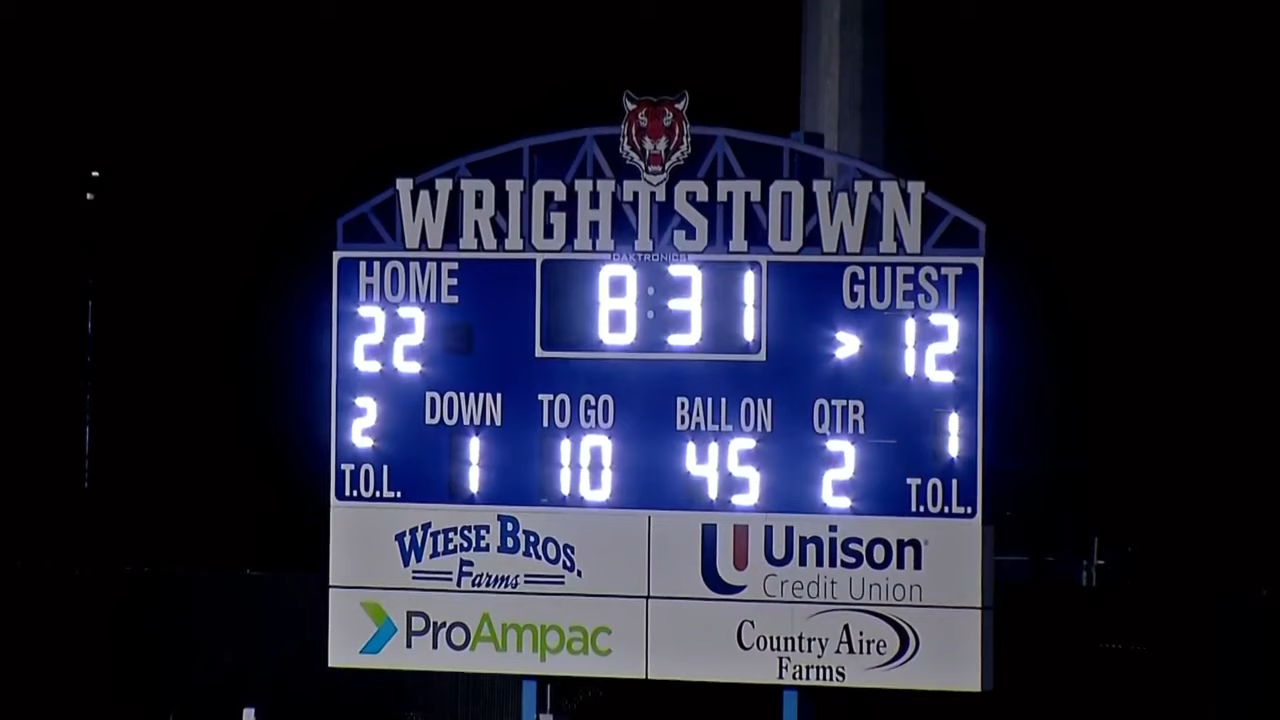 WRIGHTSTOWN
DAKTRONICS
HOME 8:31 GUEST
22 > 12
2 DOWN TO GO BALL ON QTR 1
T.O.L. 1 10 45 2 T.O.L.
WIESE BROS.
Farms
Unison
Credit Union
ProAmpac
COUNTRY AIRE
FARMS